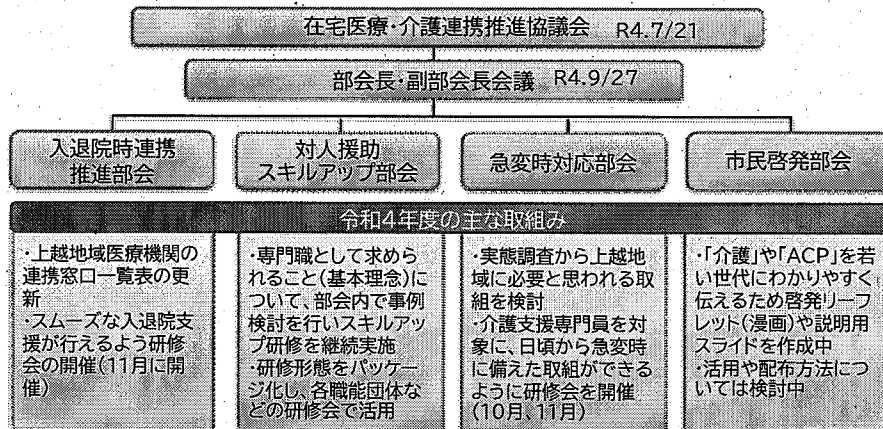 在宅医療・介護連携推進協議会 R4.7/21
部会長・副部会長会議 R4.9/27
入退院時連携
推進部会
対人援助
スキルアップ部会
急変時対応部会
市民啓発部会
令和4年度の主な取組み
・上越地域医療機関の
連携窓口一覧表の更
新
・スムーズな入退院支
援が行えるよう研修
会の開催(11月に開
催)
・専門職として求めら
れること(基本理念)に
ついて、部会内で事例
検討を行いスキルアッ
プ研修を継続実施
・研修形態をパッケー
ジ化し、各職能団体な
どの研修会で活用
・実態調査から上越地
域に必要と思われる取
組を検討
・介護支援専門員を対
象に、日頃から急変時
に備えた取組ができる
ように研修会を開催
(10月、11月)
・「介護」や「ACP」を若
い世代にわかりやすく
伝えるため啓発リーフ
レット(漫画)や説明用
スライドを作成中
・活用や配布方法につ
いては検討中